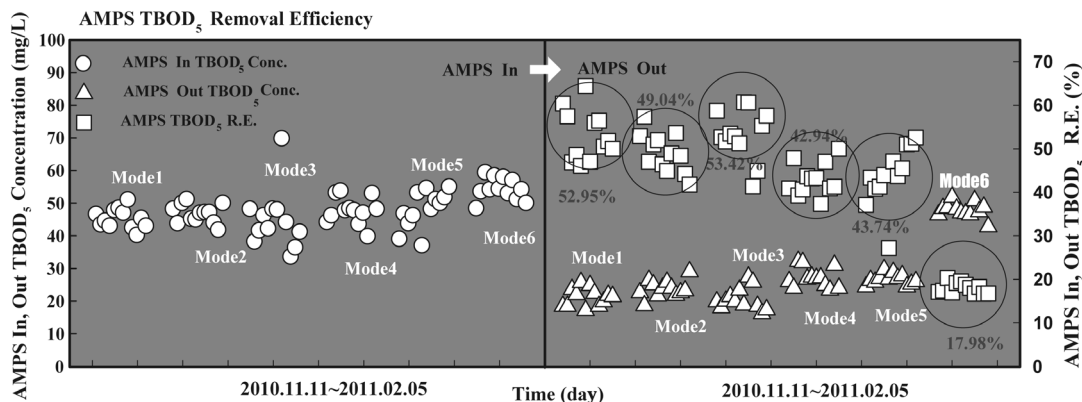 AMPS TBOD5 Removal Efficiency
AMPS In, Out TBOD5 Concentration (mg/L)
100
90
80
70
60
50
40
30
20
10
0
AMPS In TBOD5 Conc.
AMPS Out TBOD5 Conc.
AMPS TBOD5 R.E.
AMPS In
AMPS Out
Mode1
Mode2
Mode3
Mode4
Mode5
Mode6
52.95%
49.04%
53.42%
42.94%
43.74%
17.98%
Mode1
Mode2
Mode3
Mode4
Mode5
Mode6
70
60
50
40
30
20
10
0
AMPS In, Out TBOD5 R.E. (%)
2010.11.11~2011.02.05
Time (day)
2010.11.11~2011.02.05